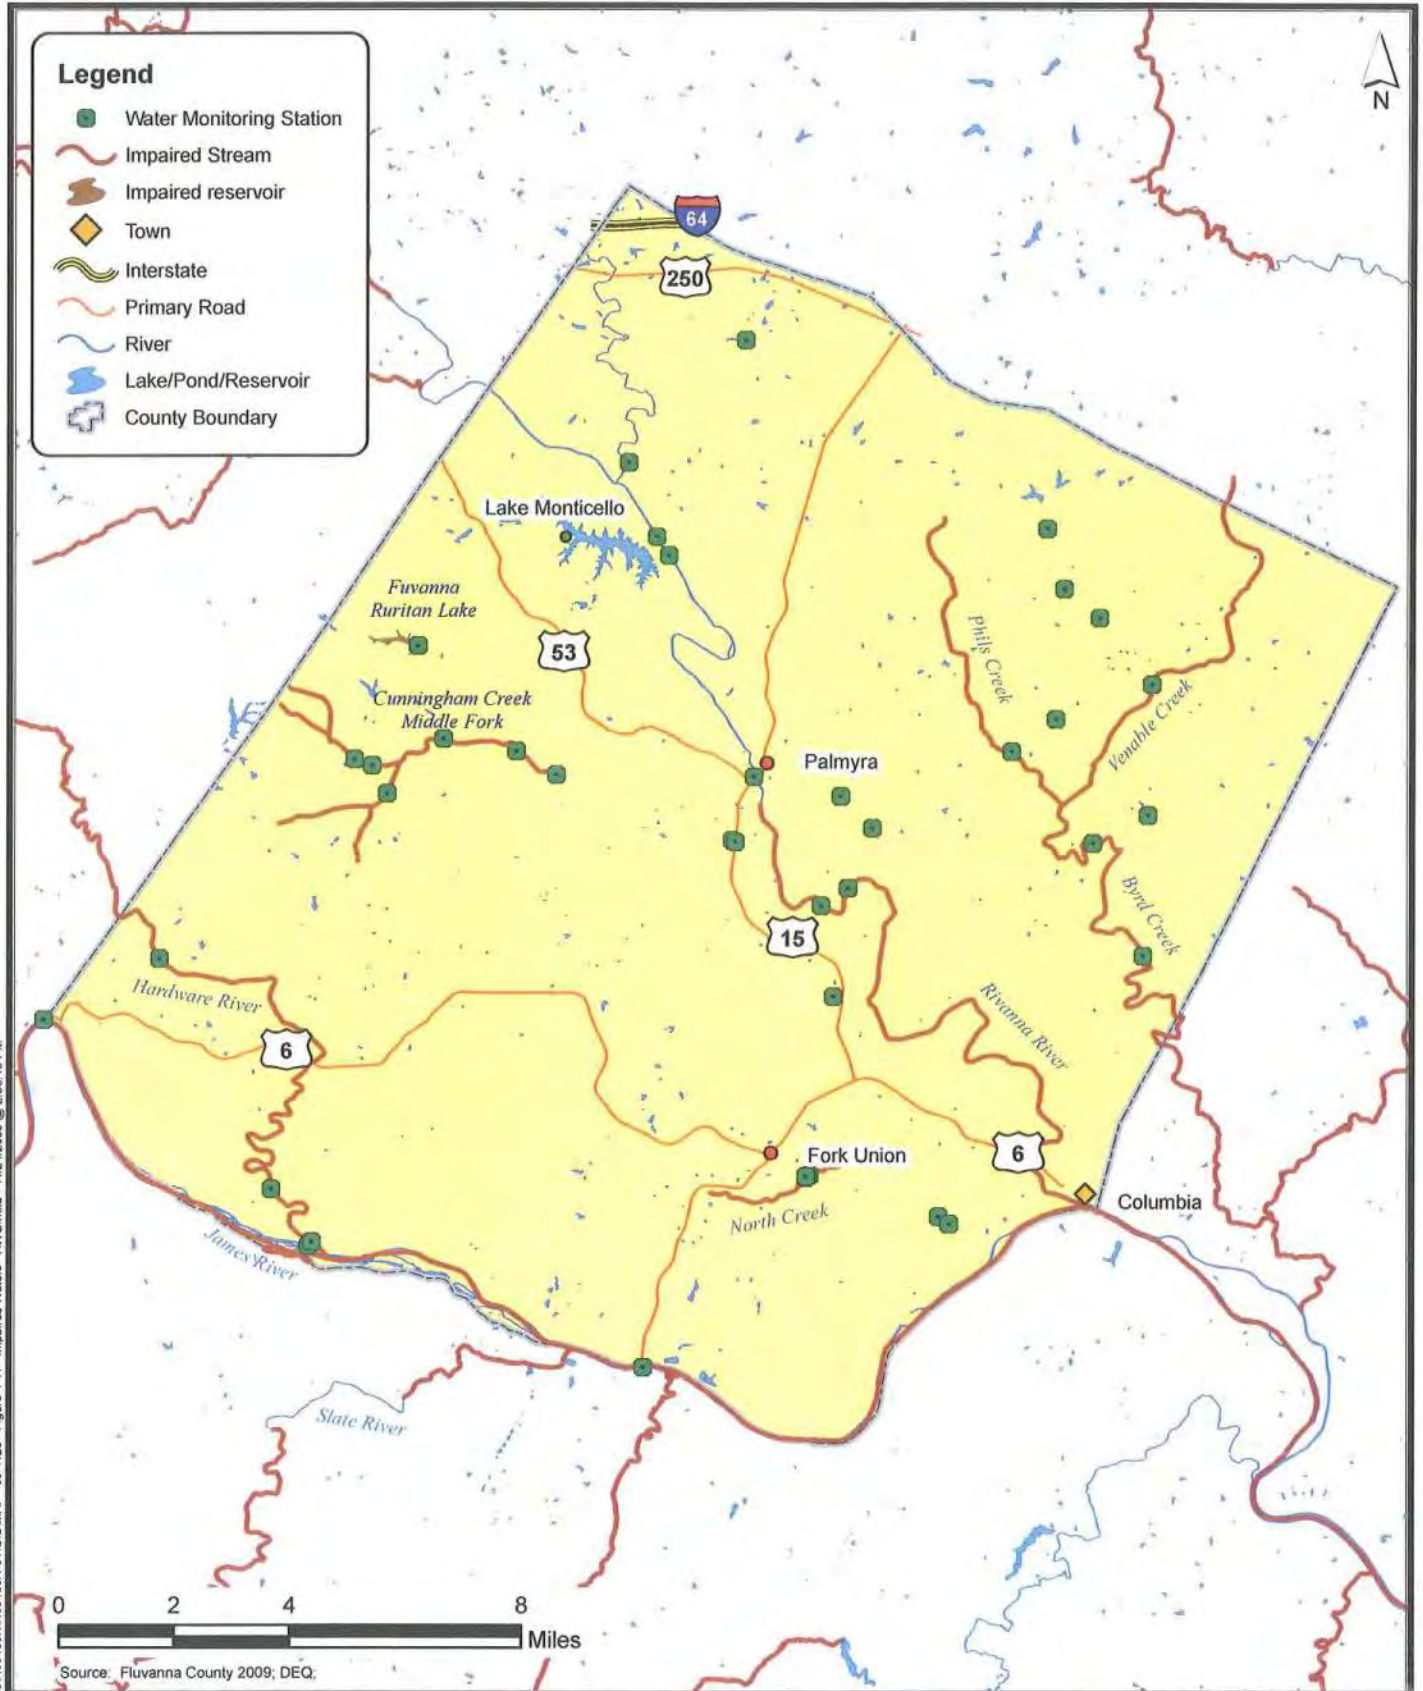 Legend
Water Monitoring Station
Impaired Stream
Impaired reservoir
Town
Interstate
Primary Road
River
Lake/Pond/Reservoir
County Boundary
N
64
250
Lake Monticello
Fuvanna
Ruritan Lake
53
Cunningham Creek
Middle Fork
Phils Creek
Venable Creek
Palmyra
Byrd Creek
15
Hardware River
Rivanna River
6
6
Fork Union
North Creek
Columbia
James River
Slate River
0 2 4 8
Miles
Source: Fluvanna County 2009; DEQ;